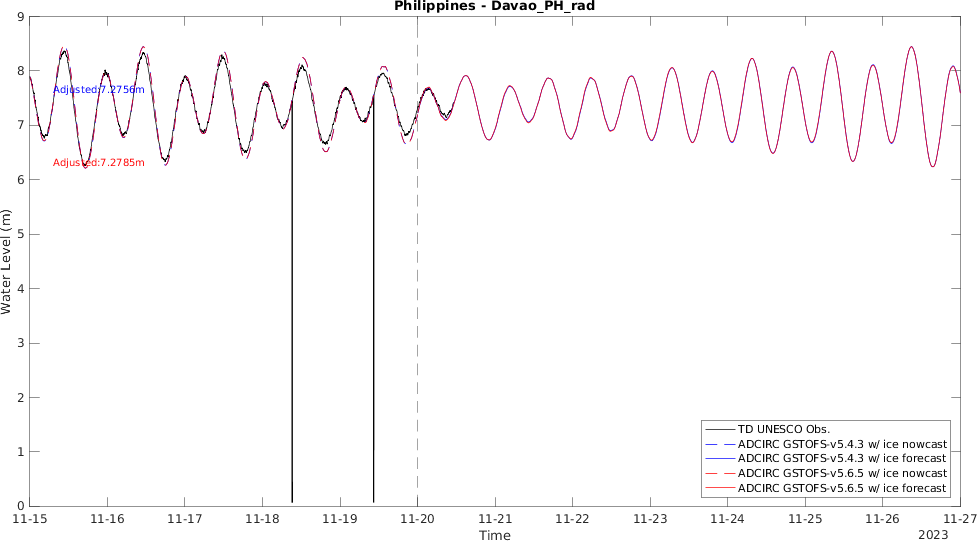 Philippines - Davao_PH_rad
Water Level (m)
9
8
7
6
5
4
3
2
1
0
Adjusted:7.2756m
Adjusted:7.2785m
TD UNESCO Obs.
ADCIRC GSTOFS-v5.4.3 w/ ice nowcast
ADCIRC GSTOFS-v5.4.3 w/ ice forecast
ADCIRC GSTOFS-v5.6.5 w/ ice nowcast
ADCIRC GSTOFS-v5.6.5 w/ ice forecast
11-15 11-16 11-17 11-18 11-19 11-20 11-21 11-22 11-23 11-24 11-25 11-26 11-27
Time
2023